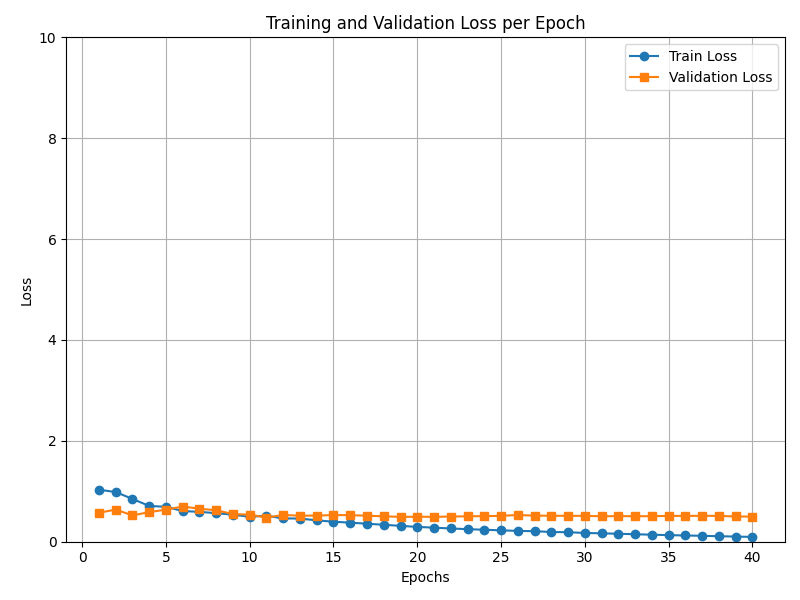 Training and Validation Loss per Epoch
Train Loss
Validation Loss
10
8
6
4
2
0
Loss
0 5 10 15 20 25 30 35 40
Epochs